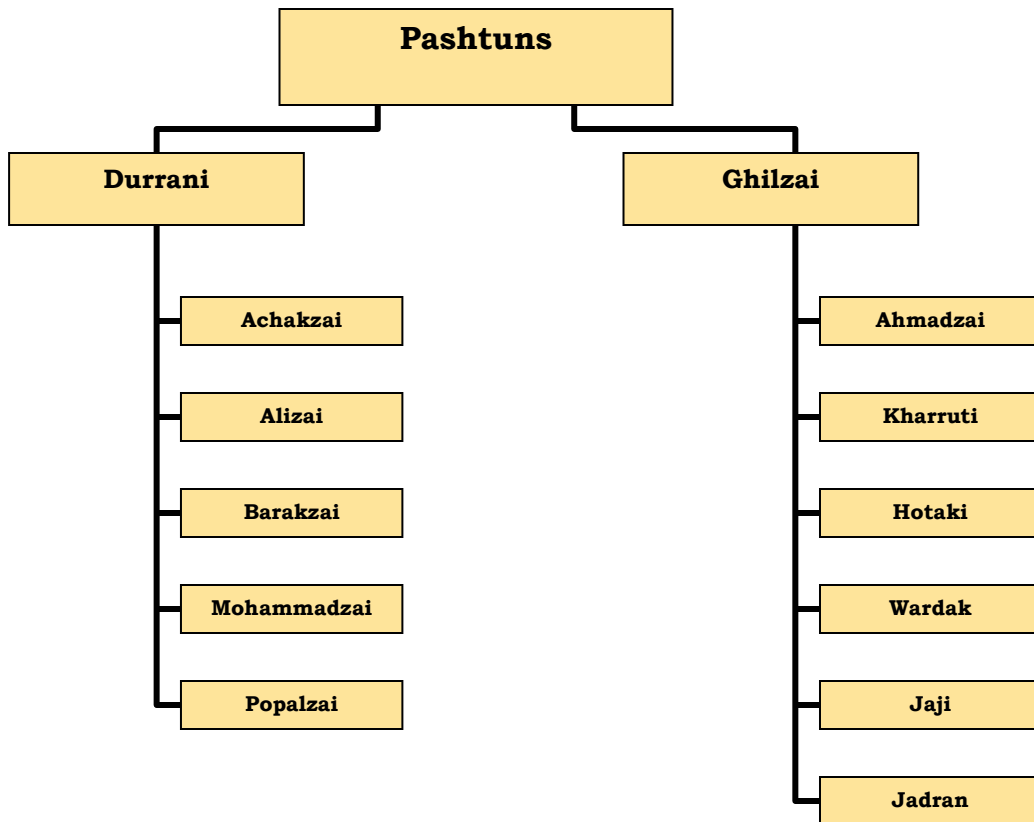 Pashtuns
Durrani
Ghilzai
Achakzai
Alizai
Barakzai
Mohammadzai
Popalzai
Ahmadzai
Kharruti
Hotaki
Wardak
Jaji
Jadran